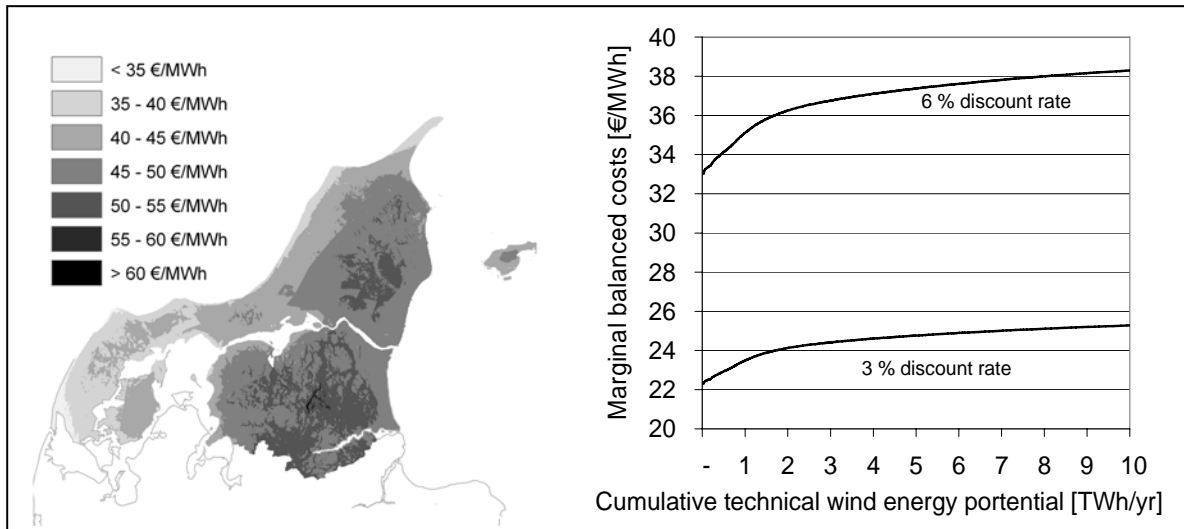 < 35 €/MWh
35 - 40 €/MWh
40 - 45 €/MWh
45 - 50 €/MWh
50 - 55 €/MWh
55 - 60 €/MWh
> 60 €/MWh
Marginal balanced costs [€/MWh]
40
38
36
34
32
30
28
26
24
22
20
6 % discount rate
3 % discount rate
- 1 2 3 4 5 6 7 8 9 10
Cumulative technical wind energy portential [TWh/yr]